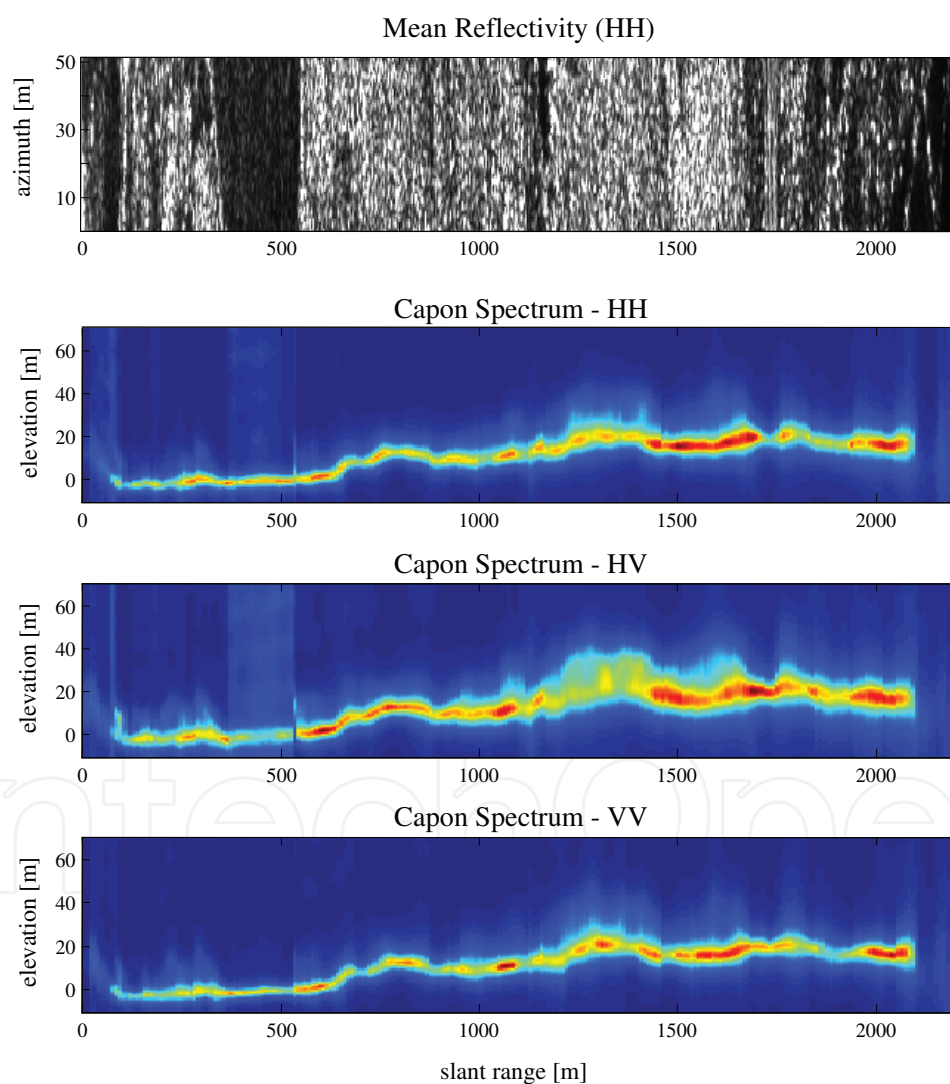 Mean Reflectivity (HH)
azimuth [m]
50
30
10
0 500 1000 1500 2000
Capon Spectrum - HH
elevation [m]
60
40
20
0
0 500 1000 1500 2000
Capon Spectrum - HV
elevation [m]
60
40
20
0
0 500 1000 1500 2000
Capon Spectrum - VV
elevation [m]
60
40
20
0
0 500 1000 1500 2000
slant range [m]